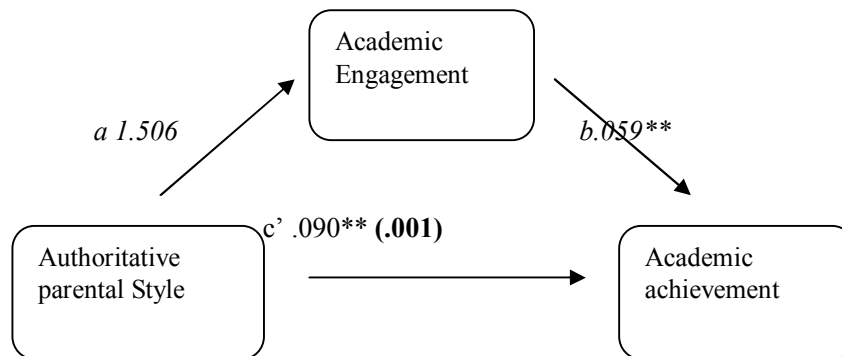 Academic
Engagement
a 1.506
b.059**
c’ .090** (.001)
Authoritative
parental Style
Academic
achievement